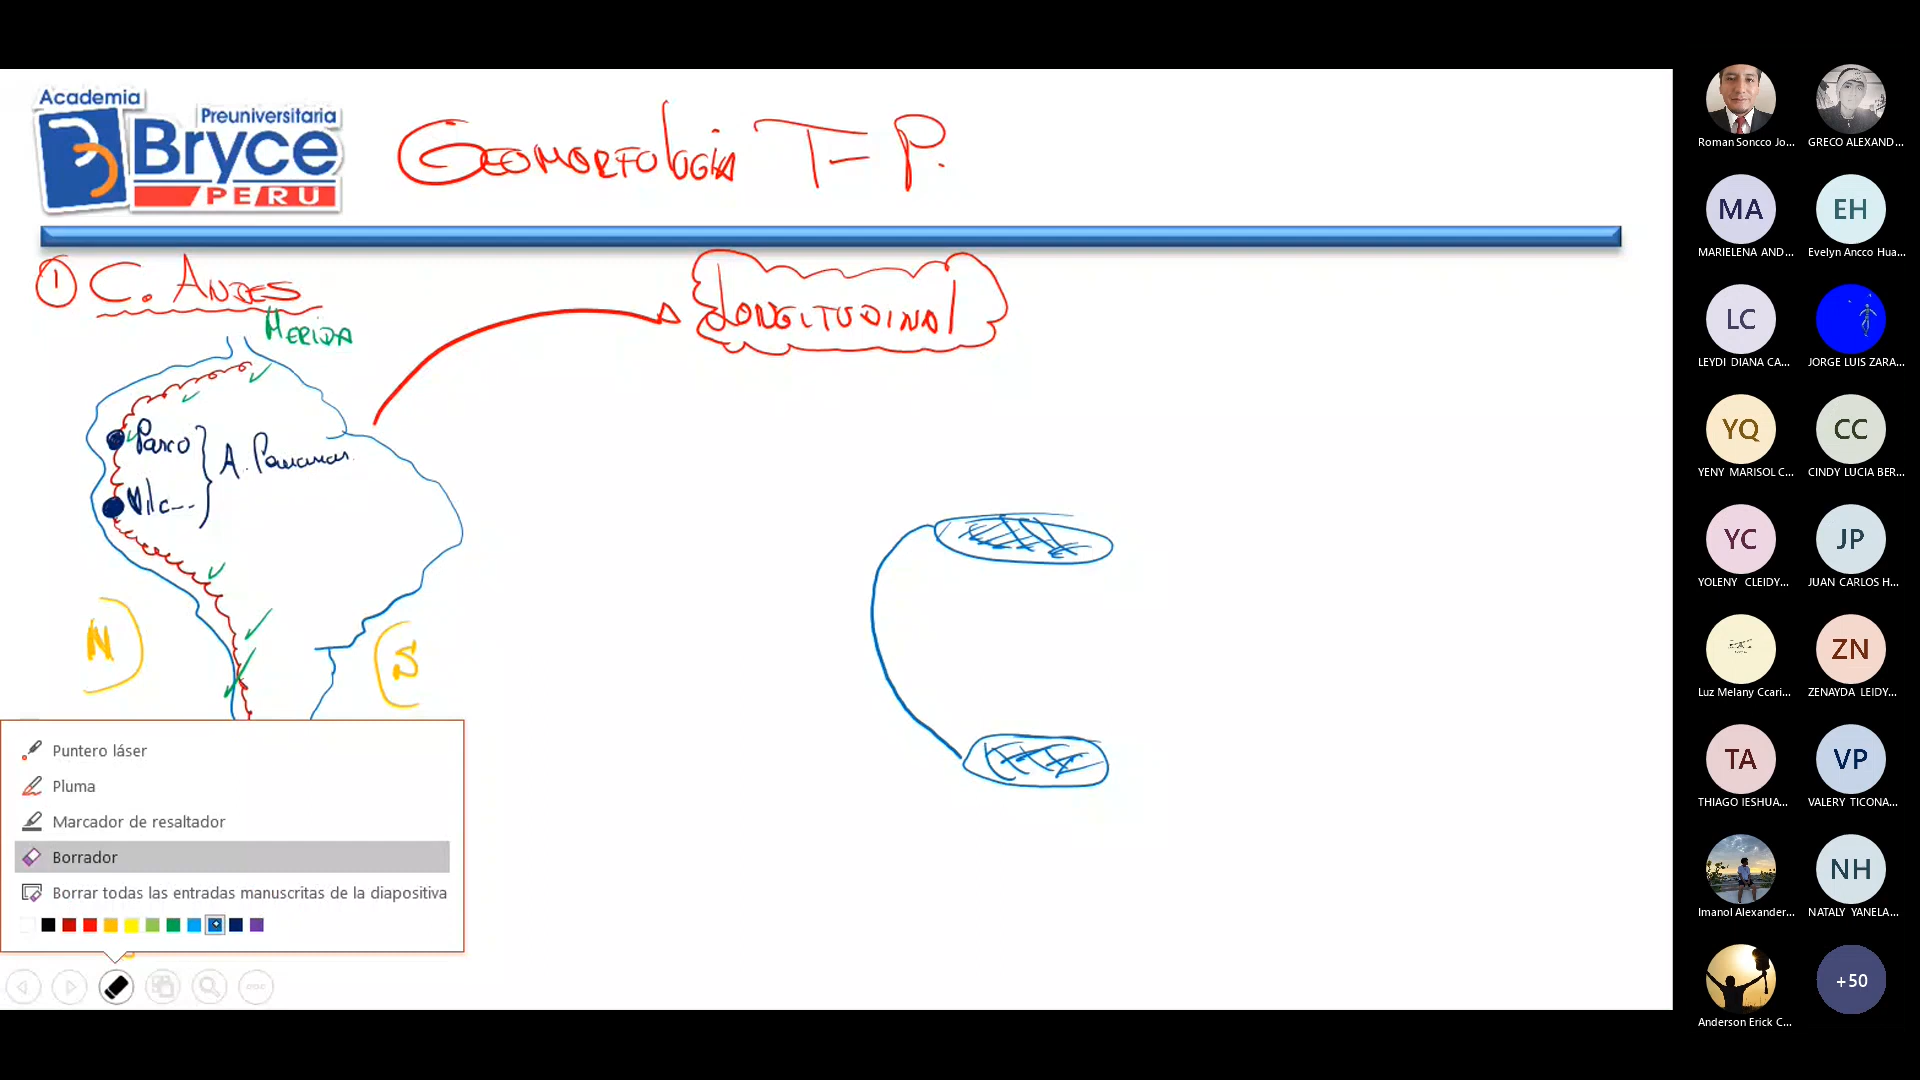 Academia
Preuniversitaria
Bryce
PERU
GEOMORFOLOGIA T-P.
① C. ANDES
LONGITUDINAL
MERIDA
Pasco
A. Peruanos.
Vilc...
N
S
Puntero láser
Pluma
Marcador de resaltador
Borrador
Borrar todas las entradas manuscritas de la diapositiva
Roman Soncco Jo...
GRECO ALEXAND...
MA
EH
MARIELENA AND...
Evelyn Ancco Hua...
LC
LEYDI DIANA CA...
JORGE LUIS ZARA...
YQ
CC
YENY MARISOL C...
CINDY LUCIA BER...
YC
JP
YOLENY CLEIDY...
JUAN CARLOS H...
ZN
Luz Melany Ccari...
ZENAYDA LEIDY...
TA
VP
THIAGO IESHUA...
VALERY TICONA...
NH
Imanol Alexander...
NATALY YANELA...
+50
Anderson Erick C...